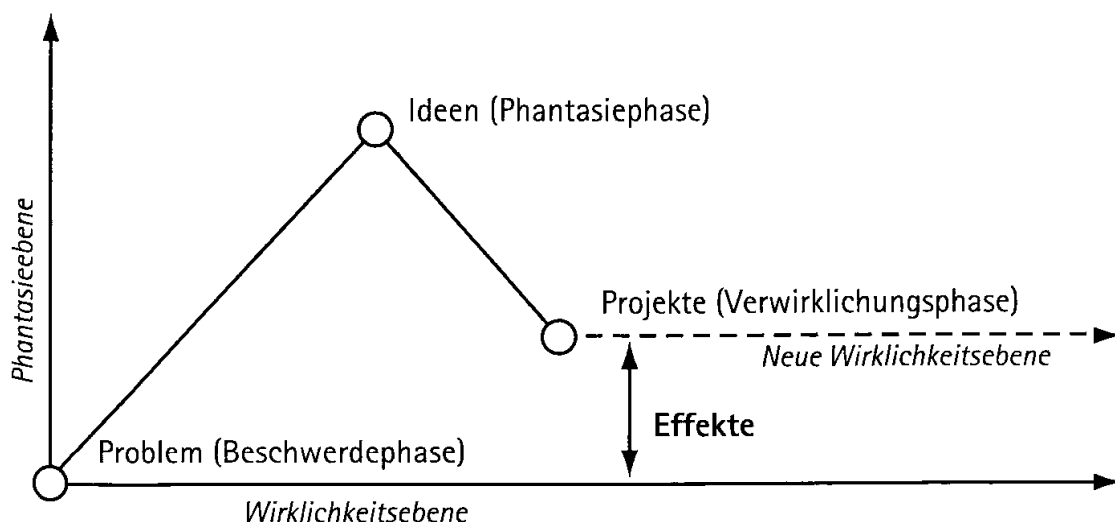 Ideen (Phantasiephase)
Phantasieebene
Projekte (Verwirklichungsphase)
Neue Wirklichkeitsebene
Effekte
Problem (Beschwerdephase)
Wirklichkeitsebene